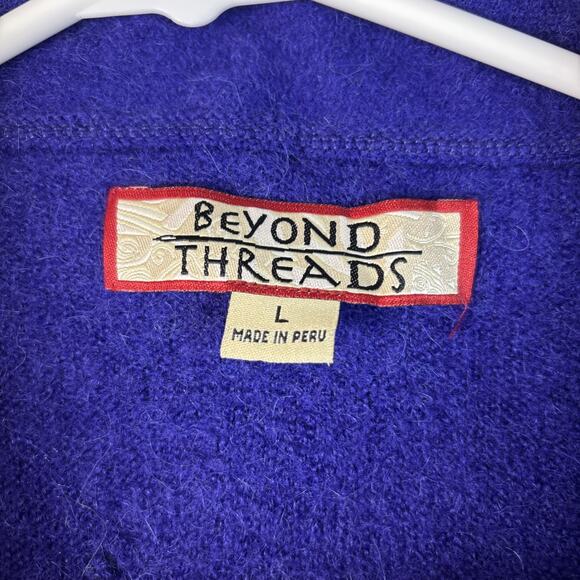 BEYOND
THREADS
L
MADE IN PERU